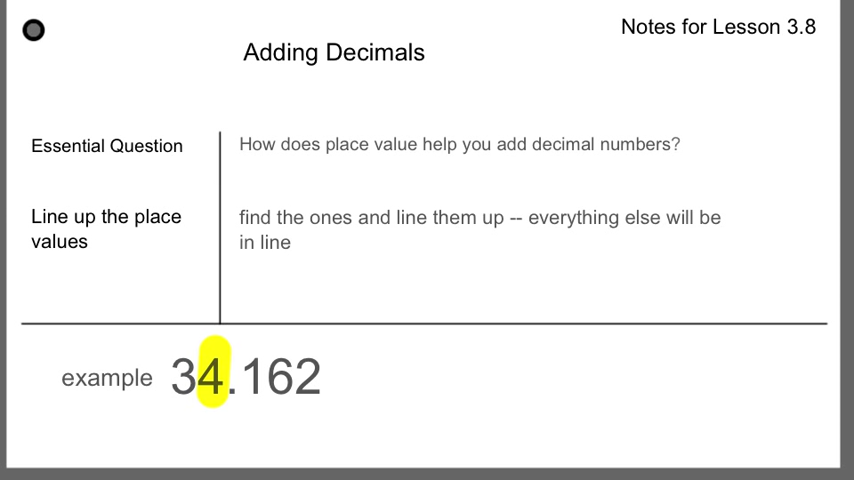 Notes for Lesson 3.8
Adding Decimals
Essential Question
How does place value help you add decimal numbers?
Line up the place
values
find the ones and line them up -- everything else will be
in line
example 34.162